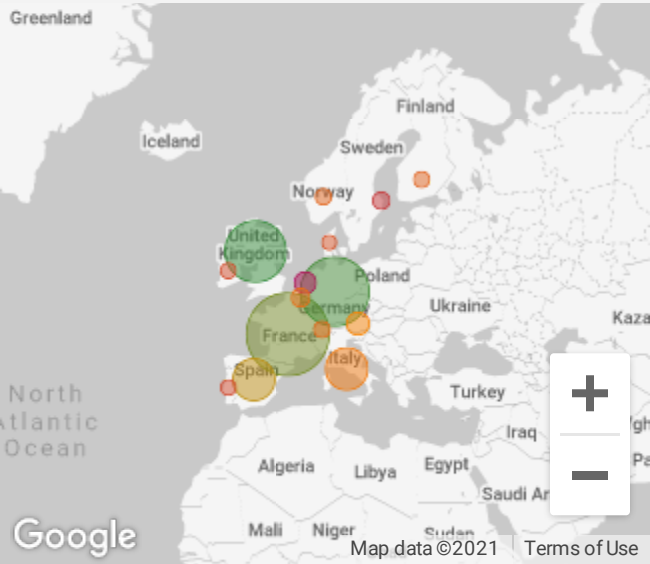 Greenland
Finland
Iceland
Sweden
Norway
United
Kingdom
Poland
Germany
Ukraine
Kaza
France
Italy
Spain
North
Atlantic
Ocean
Turkey
Iraq
Algeria
Libya
Egypt
Saudi Ar
Mali
Niger
Sudan
Google
Map data ©2021
Terms of Use